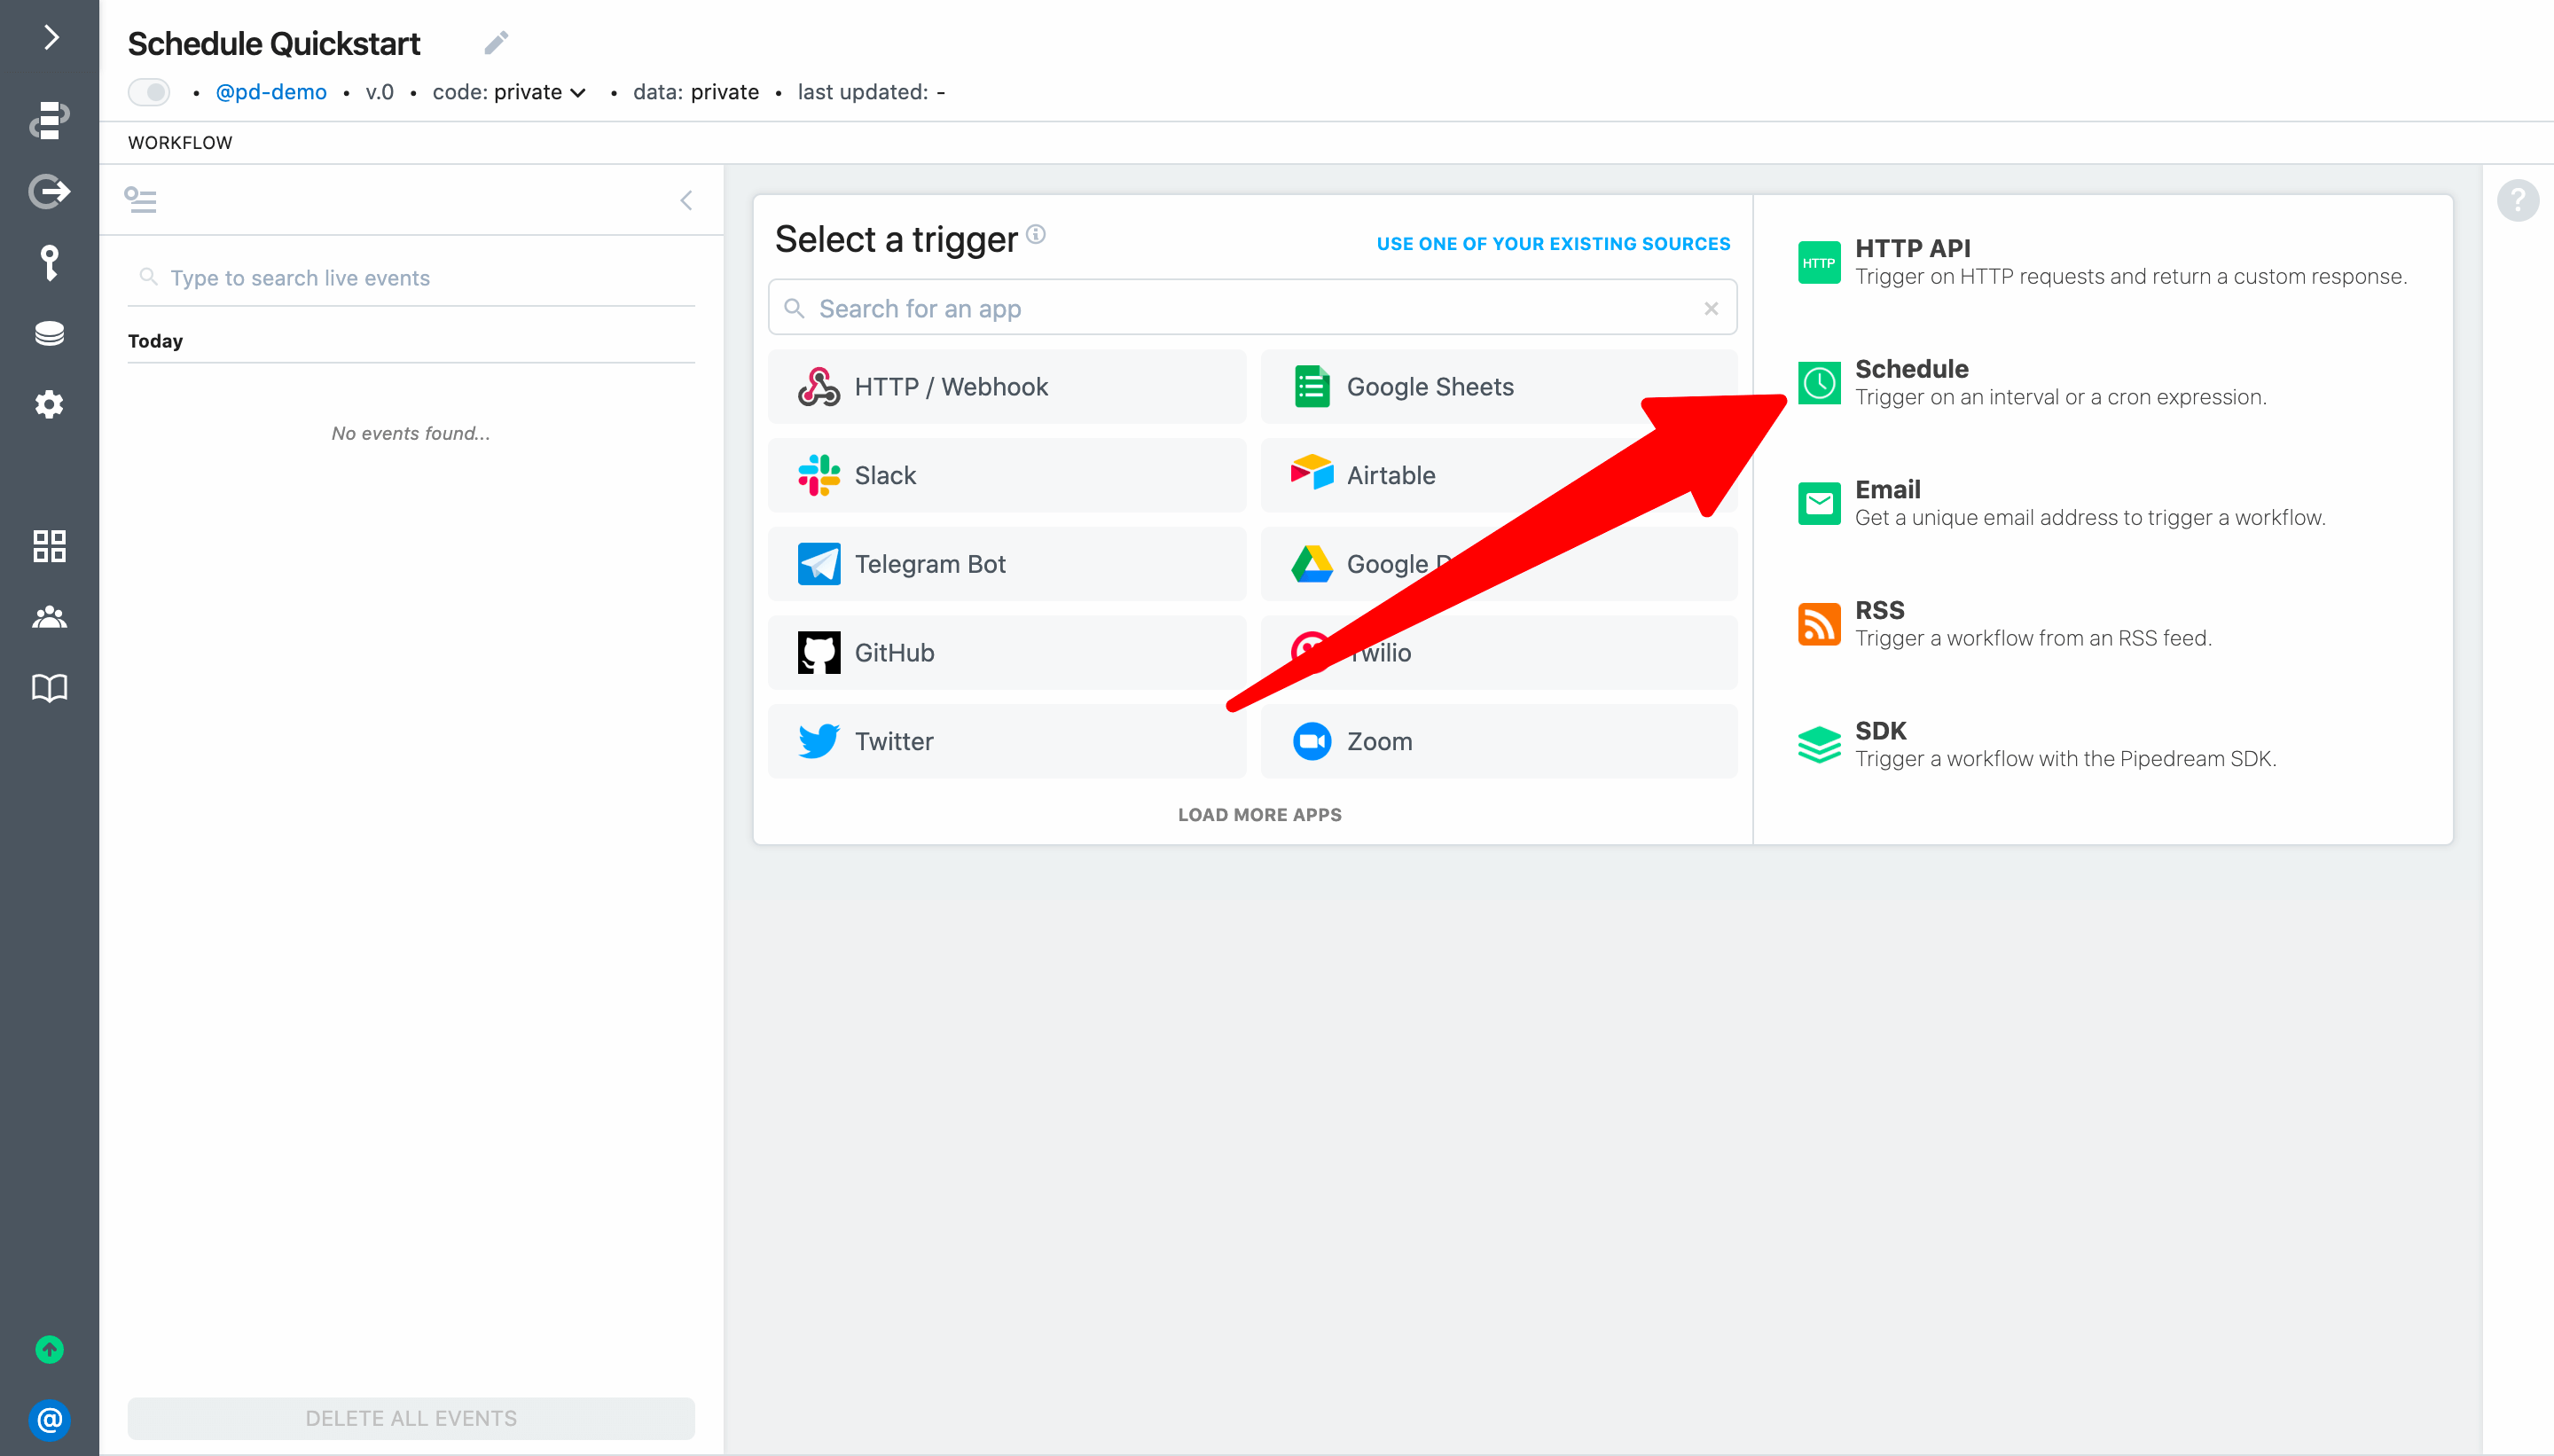 Schedule Quickstart
• @pd-demo • v.0 • code: private • data: private • last updated: -
WORKFLOW
Type to search live events
Today
No events found...
DELETE ALL EVENTS
Select a trigger
USE ONE OF YOUR EXISTING SOURCES
Search for an app
HTTP / Webhook
Google Sheets
Slack
Airtable
Telegram Bot
Google
GitHub
Twitter
Zoom
LOAD MORE APPS
HTTP
HTTP API
Trigger on HTTP requests and return a custom response.
Schedule
Trigger on an interval or a cron expression.
Email
Get a unique email address to trigger a workflow.
RSS
Trigger a workflow from an RSS feed.
SDK
Trigger a workflow with the Pipedream SDK.
?
@